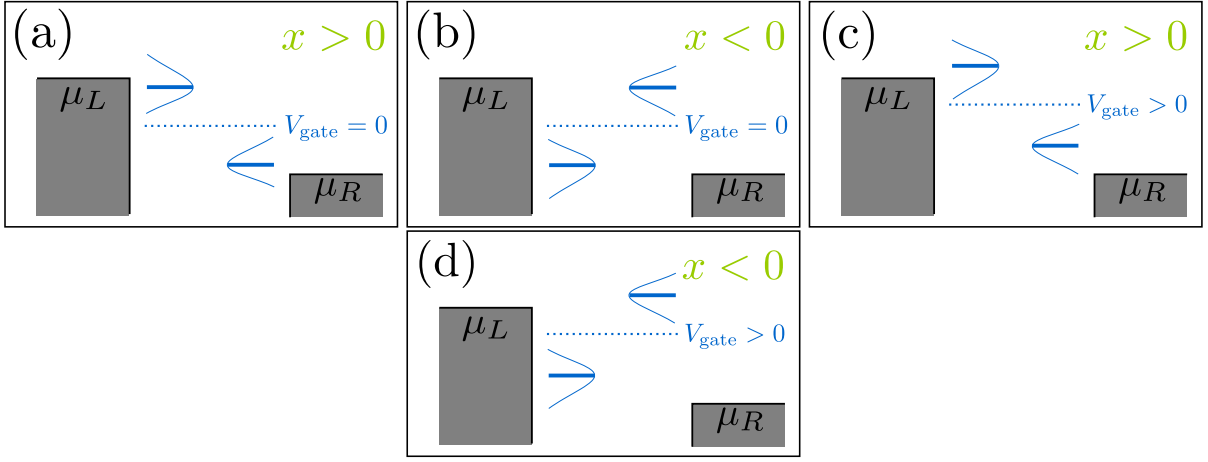 (a) x > 0
μ_L
V_gate = 0
μ_R
(b) x < 0
μ_L
V_gate = 0
μ_R
(c) x > 0
μ_L
V_gate > 0
μ_R
(d) x < 0
μ_L
V_gate > 0
μ_R